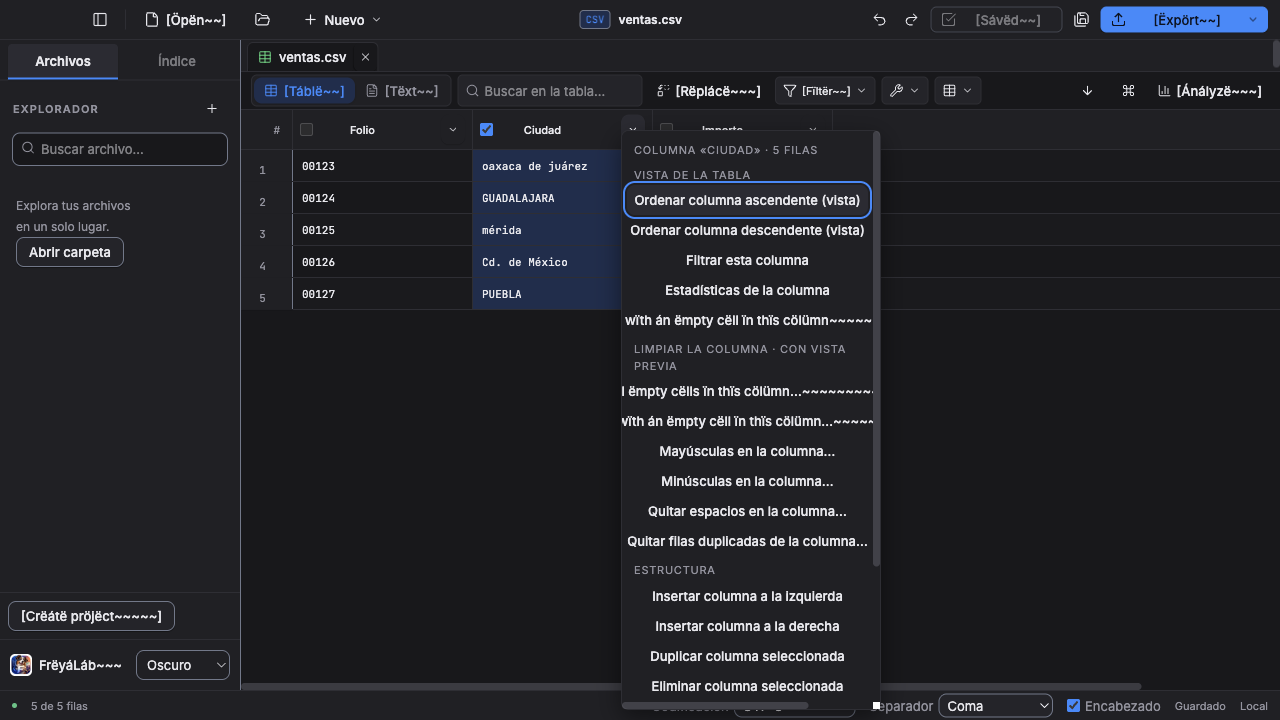 [Öpën~~]
Nuevo
CSV ventas.csv
[Sávëd~~]
[Ëxpört~~]
Archivos
Índice
ventas.csv
EXPLORADOR
[Táblë~~]
[Tëxt~~]
Buscar en la tabla...
[Rëplácë~~~]
[Fïltër~~]
[Ánályzë~~~]
Buscar archivo...
Explora tus archivos
en un solo lugar.
Abrir carpeta
# Folio Ciudad
1 00123 oaxaca de juárez
2 00124 GUADALAJARA
3 00125 mérida
4 00126 Cd. de México
5 00127 PUEBLA
COLUMNA «CIUDAD» · 5 FILAS
VISTA DE LA TABLA
Ordenar columna ascendente (vista)
Ordenar columna descendente (vista)
Filtrar esta columna
Estadísticas de la columna
wïth án ëmpty cëll ïn thïs cölümn~~~~~
LIMPIAR LA COLUMNA · CON VISTA
PREVIA
ëmpty cëlls ïn thïs cölümn...~~~~~~~~~
wïth án ëmpty cëll ïn thïs cölümn...~~~~~
Mayúsculas en la columna...
Minúsculas en la columna...
Quitar espacios en la columna...
Quitar filas duplicadas de la columna...
ESTRUCTURA
Insertar columna a la izquierda
Insertar columna a la derecha
Duplicar columna seleccionada
Eliminar columna seleccionada
[Crëátë pröjëct~~~~~]
FrëyáLáb~~~
Oscuro
5 de 5 filas
Separador
Coma
Encabezado
Guardado
Local